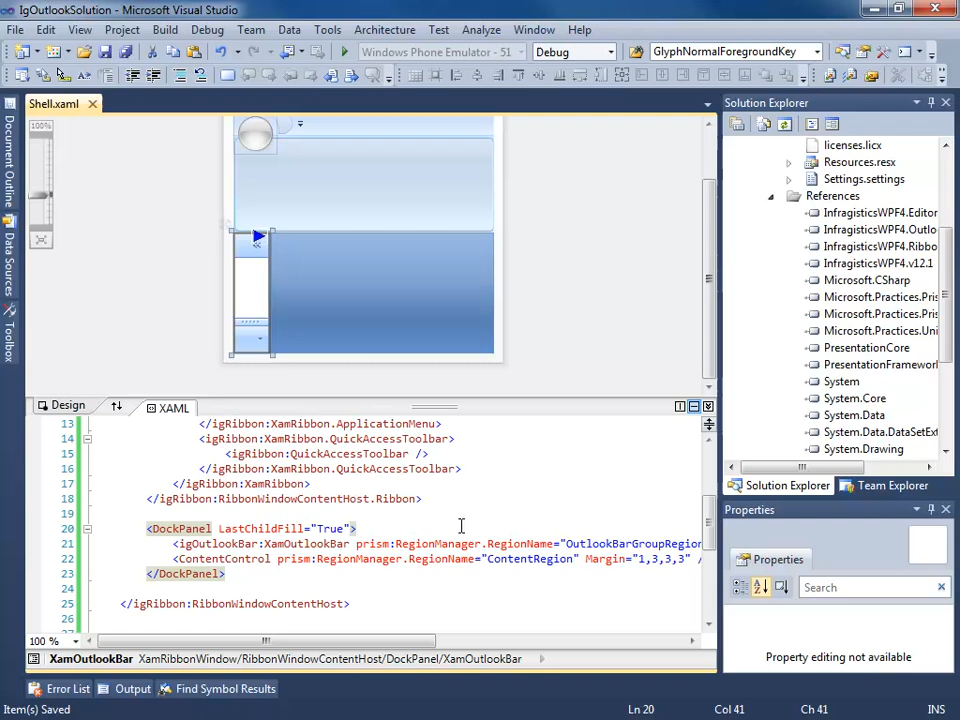 IgOutlookSolution - Microsoft Visual Studio
File Edit View Project Build Debug Team Data Tools Architecture Test Analyze Window Help
Windows Phone Emulator - 51 Debug GlyphNormalForegroundKey
Shell.xaml
Solution Explorer
100%
Document Outline
Data Sources
Toolbox
licenses.licx
Resources.resx
Settings.settings
References
InfragisticsWPF4.Editor
InfragisticsWPF4.Outlo
InfragisticsWPF4.Ribbo
InfragisticsWPF4.v12.1
Microsoft.CSharp
Microsoft.Practices.Pris
Microsoft.Practices.Pris
Microsoft.Practices.Uni
PresentationCore
PresentationFramework
System
System.Core
System.Data
System.Data.DataSetExt
System.Drawing
Solution Explorer Team Explorer
Design XAML
13 </igRibbon:XamRibbon.ApplicationMenu>
14 <igRibbon:XamRibbon.QuickAccessToolbar>
15 <igRibbon:QuickAccessToolbar />
16 </igRibbon:XamRibbon.QuickAccessToolbar>
17 </igRibbon:XamRibbon>
18 </igRibbon:RibbonWindowContentHost.Ribbon>
19
20 <DockPanel LastChildFill="True">
21 <igOutlookBar:XamOutlookBar prism:RegionManager.RegionName="OutlookBarGroupRegion
22 <ContentControl prism:RegionManager.RegionName="ContentRegion" Margin="1,3,3,3" /
23 </DockPanel>
24
25 </igRibbon:RibbonWindowContentHost>
26
100 %
XamOutlookBar XamRibbonWindow/RibbonWindowContentHost/DockPanel/XamOutlookBar
Properties
Properties
Search
Property editing not available
Error List Output Find Symbol Results
Item(s) Saved Ln 20 Col 41 Ch 41 INS